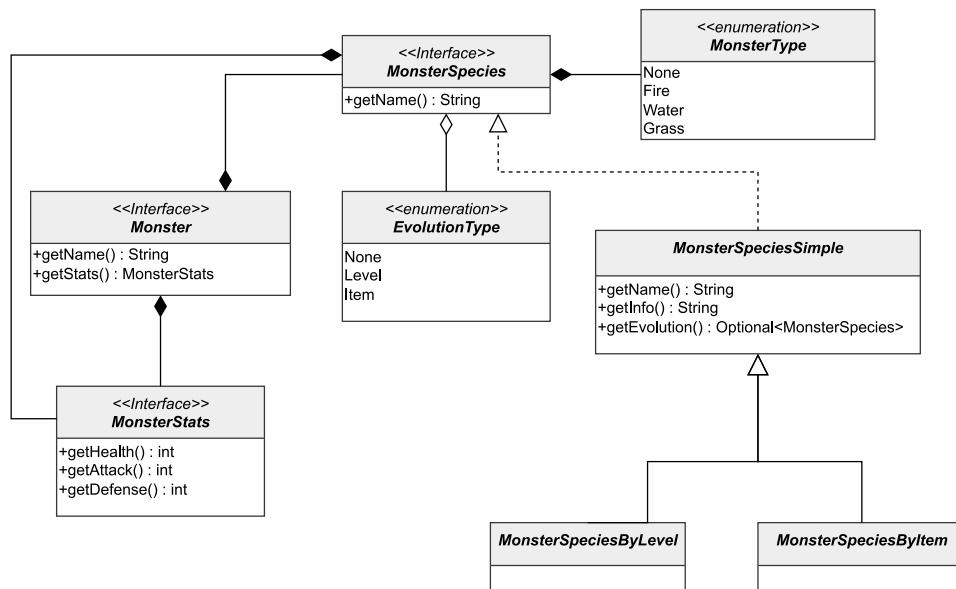 <<Interface>>
MonsterSpecies
+getName() : String
<<enumeration>>
MonsterType
None
Fire
Water
Grass
<<Interface>>
Monster
+getName() : String
+getStats() : MonsterStats
<<enumeration>>
EvolutionType
None
Level
Item
MonsterSpeciesSimple
+getName() : String
+getInfo() : String
+getEvolution() : Optional<MonsterSpecies>
<<Interface>>
MonsterStats
+getHealth() : int
+getAttack() : int
+getDefense() : int
MonsterSpeciesByLevel
MonsterSpeciesByItem